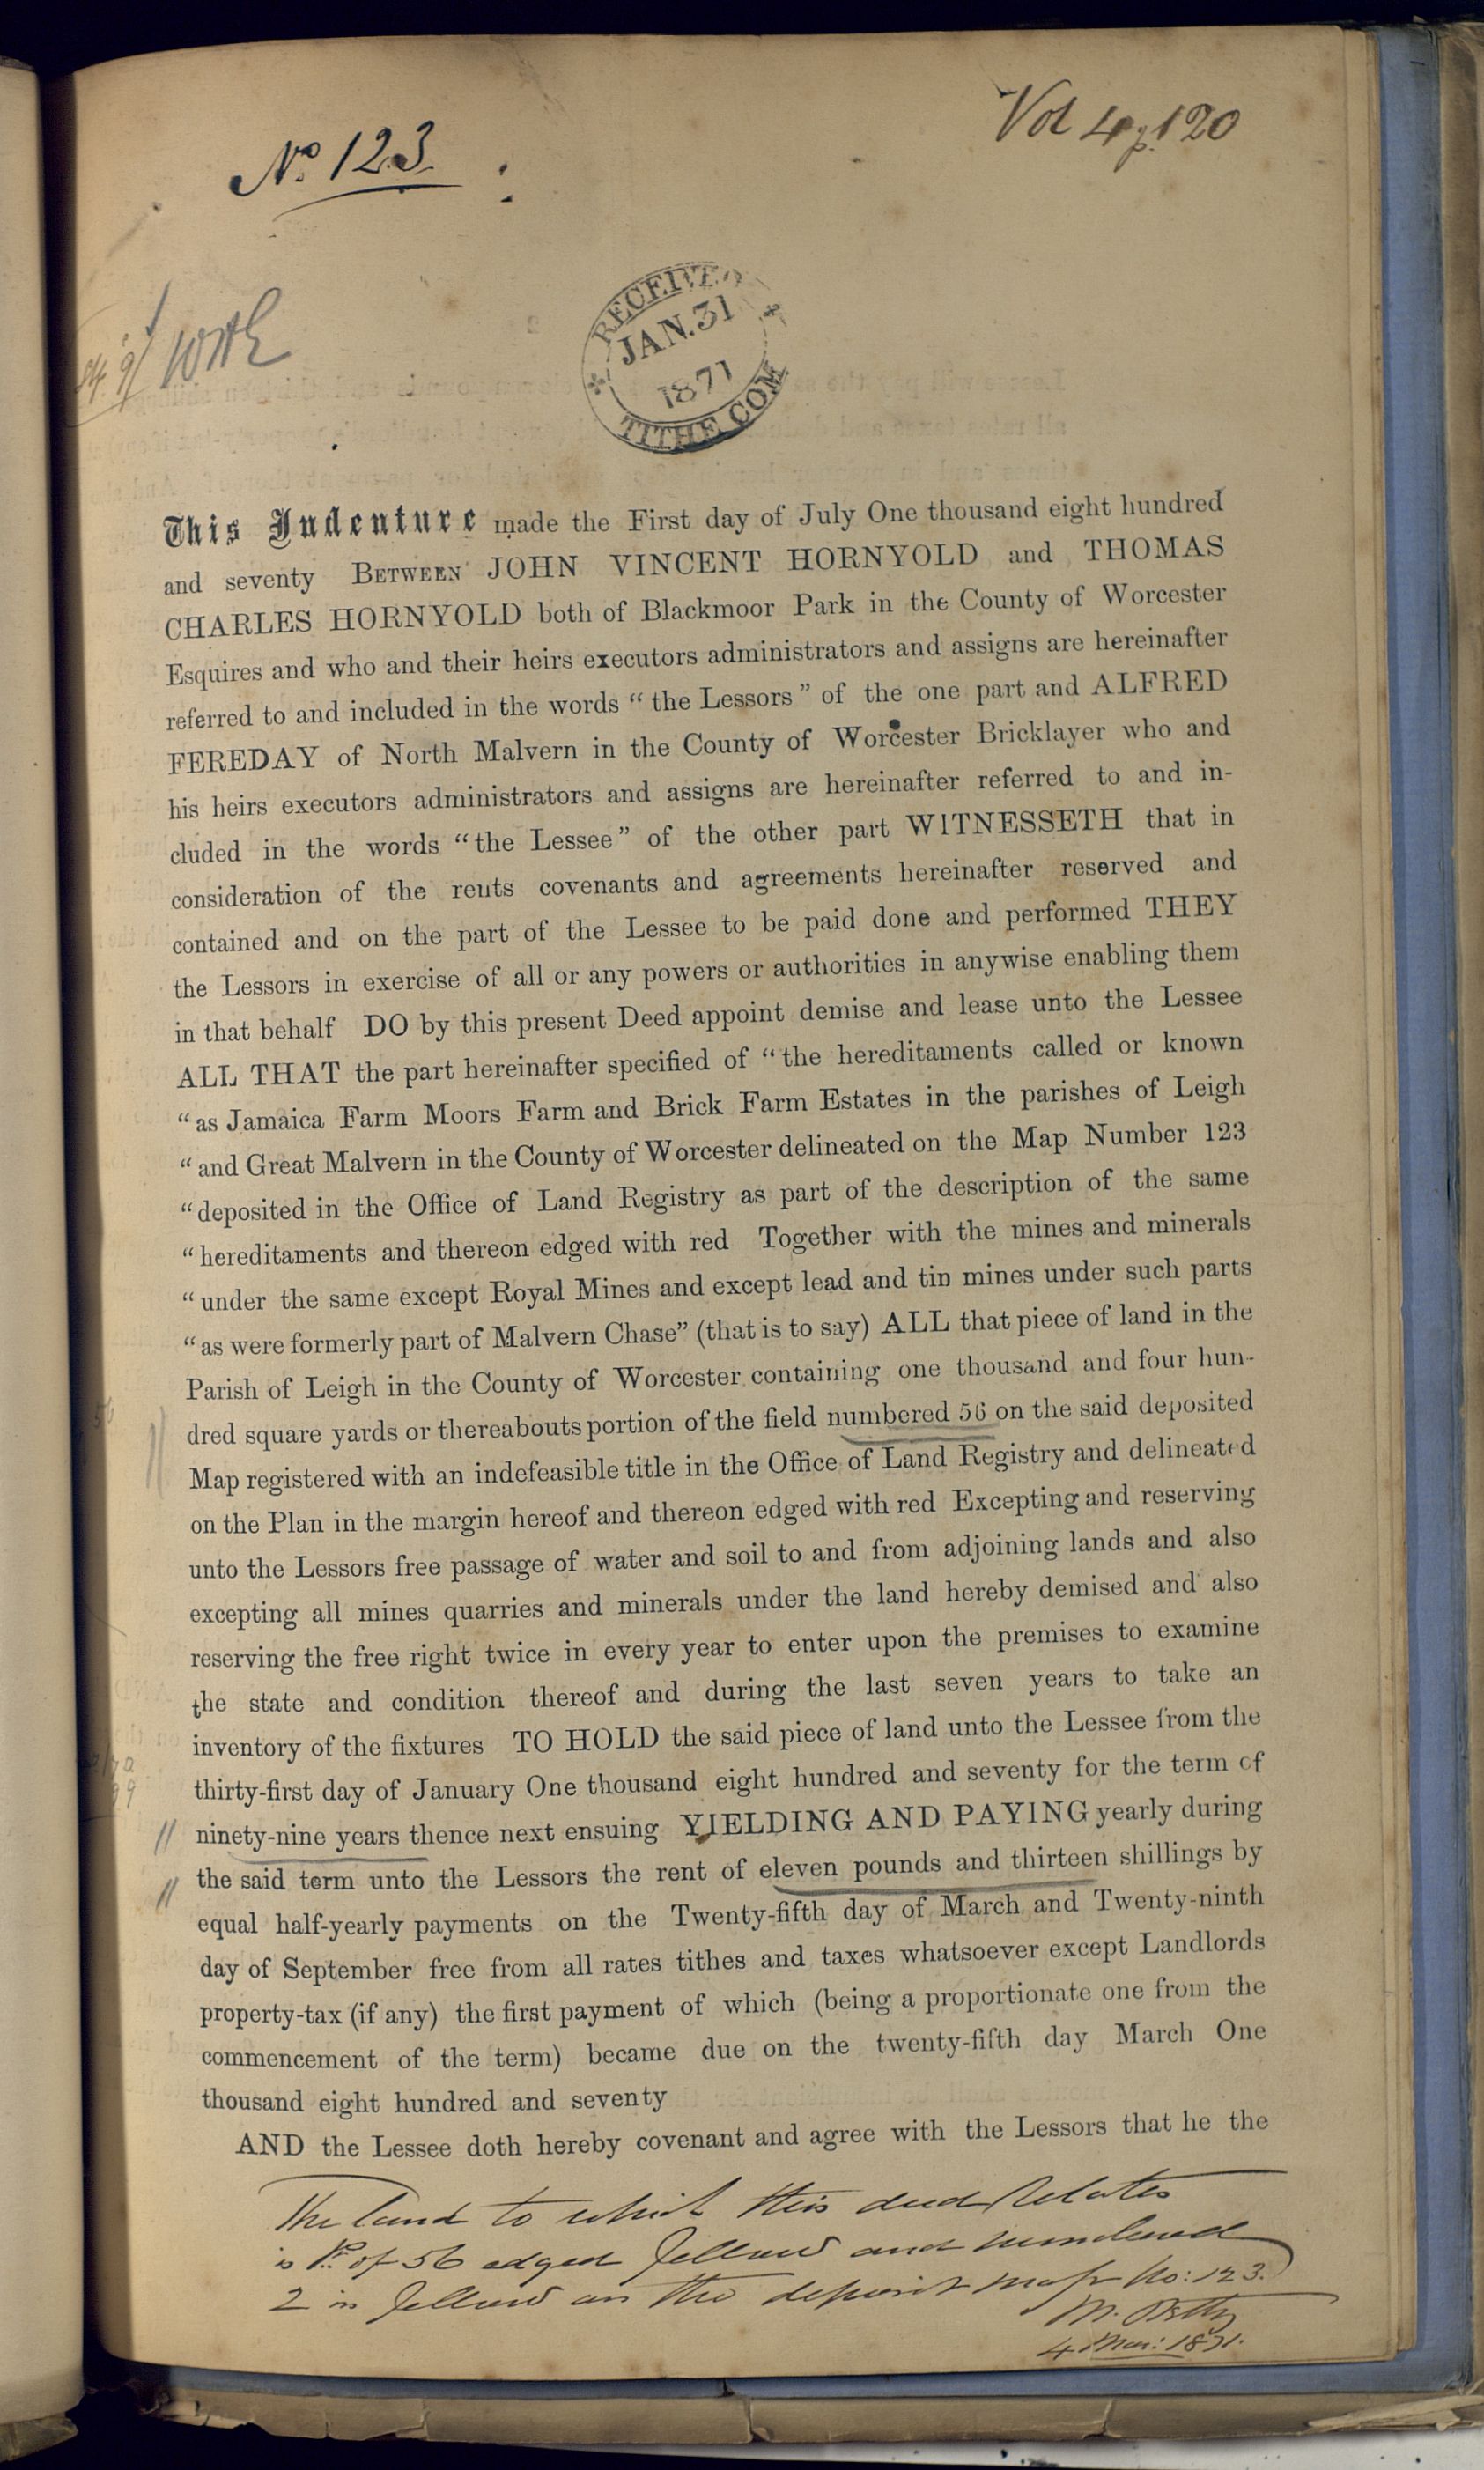 Vol 4 p. 120
No. 123
RECEIVED
JAN. 31
1871
TITHE COM
This Indenture made the First day of July One thousand eight hundred
and seventy BETWEEN JOHN VINCENT HORNYOLD and THOMAS
CHARLES HORNYOLD both of Blackmoor Park in the County of Worcester
Esquires and who and their heirs executors administrators and assigns are hereinafter
referred to and included in the words “ the Lessors ” of the one part and ALFRED
FEREDAY of North Malvern in the County of Worcester Bricklayer who and
his heirs executors administrators and assigns are hereinafter referred to and in-
cluded in the words “ the Lessee ” of the other part WITNESSETH that in
consideration of the rents covenants and agreements hereinafter reserved and
contained and on the part of the Lessee to be paid done and performed THEY
the Lessors in exercise of all or any powers or authorities in anywise enabling them
in that behalf DO by this present Deed appoint demise and lease unto the Lessee
ALL THAT the part hereinafter specified of “ the hereditaments called or known
“ as Jamaica Farm Moors Farm and Brick Farm Estates in the parishes of Leigh
“ and Great Malvern in the County of Worcester delineated on the Map Number 123
“ deposited in the Office of Land Registry as part of the description of the same
“ hereditaments and thereon edged with red Together with the mines and minerals
“ under the same except Royal Mines and except lead and tin mines under such parts
“ as were formerly part of Malvern Chase” (that is to say) ALL that piece of land in the
Parish of Leigh in the County of Worcester containing one thousand and four hun-
dred square yards or thereabouts portion of the field numbered 56 on the said deposited
Map registered with an indefeasible title in the Office of Land Registry and delineated
on the Plan in the margin hereof and thereon edged with red Excepting and reserving
unto the Lessors free passage of water and soil to and from adjoining lands and also
excepting all mines quarries and minerals under the land hereby demised and also
reserving the free right twice in every year to enter upon the premises to examine
the state and condition thereof and during the last seven years to take an
inventory of the fixtures TO HOLD the said piece of land unto the Lessee from the
thirty-first day of January One thousand eight hundred and seventy for the term of
ninety-nine years thence next ensuing YIELDING AND PAYING yearly during
the said term unto the Lessors the rent of eleven pounds and thirteen shillings by
equal half-yearly payments on the Twenty-fifth day of March and Twenty-ninth
day of September free from all rates tithes and taxes whatsoever except Landlords
property-tax (if any) the first payment of which (being a proportionate one from the
commencement of the term) became due on the twenty-fifth day March One
thousand eight hundred and seventy
AND the Lessee doth hereby covenant and agree with the Lessors that he the
The land to which this deed relates
is Pt. of 56 edged Yellow and numbered
2 in Yellow on the deposit map No: 123.
4 Mar: 1871.